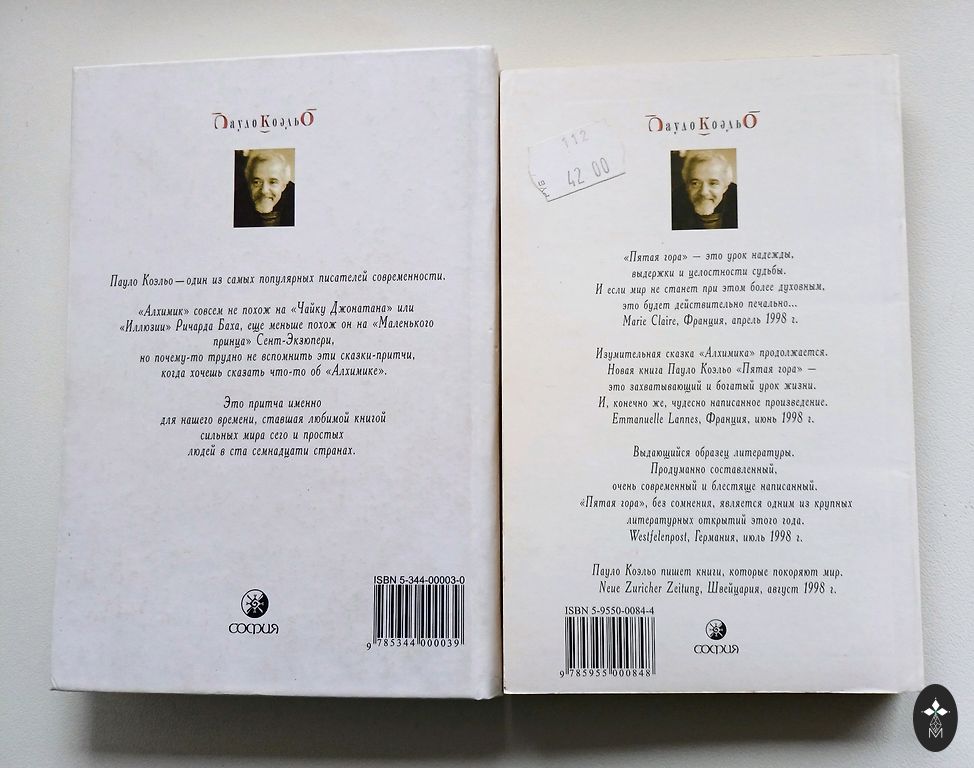 Пауло Коэльо
Пауло Коэльо — один из самых популярных писателей современности.
«Алхимик» совсем не похож на «Чайку Джонатана» или
«Иллюзии» Ричарда Баха, еще меньше похож он на «Маленького
принца» Сент-Экзюпери,
но почему-то трудно не вспомнить эти сказки-притчи,
когда хочешь сказать что-то об «Алхимике».
Это притча именно
для нашего времени, ставшая любимой книгой
сильных мира сего и простых
людей в ста семнадцати странах.
СОФИЯ
ISBN 5-344-00003-0
9 785344 000039
Пауло Коэльо
112
42 00
«Пятая гора» — это урок надежды,
выдержки и целостности судьбы.
И если мир не станет при этом более духовным,
это будет действительно печально...
Marie Claire, Франция, апрель 1998 г.
Изумительная сказка «Алхимика» продолжается.
Новая книга Пауло Коэльо «Пятая гора» —
это захватывающий и богатый урок жизни.
И, конечно же, чудесно написанное произведение.
Emmanuelle Lannes, Франция, июнь 1998 г.
Выдающийся образец литературы.
Продуманно составленный,
очень современный и блестяще написанный.
«Пятая гора», без сомнения, является одним из крупных
литературных открытий этого года.
Westfelenpost, Германия, июль 1998 г.
Пауло Коэльо пишет книги, которые покоряют мир.
Neue Zuricher Zeitung, Швейцария, август 1998 г.
ISBN 5-9550-0084-4
9 785955 000848
СОФИЯ
M